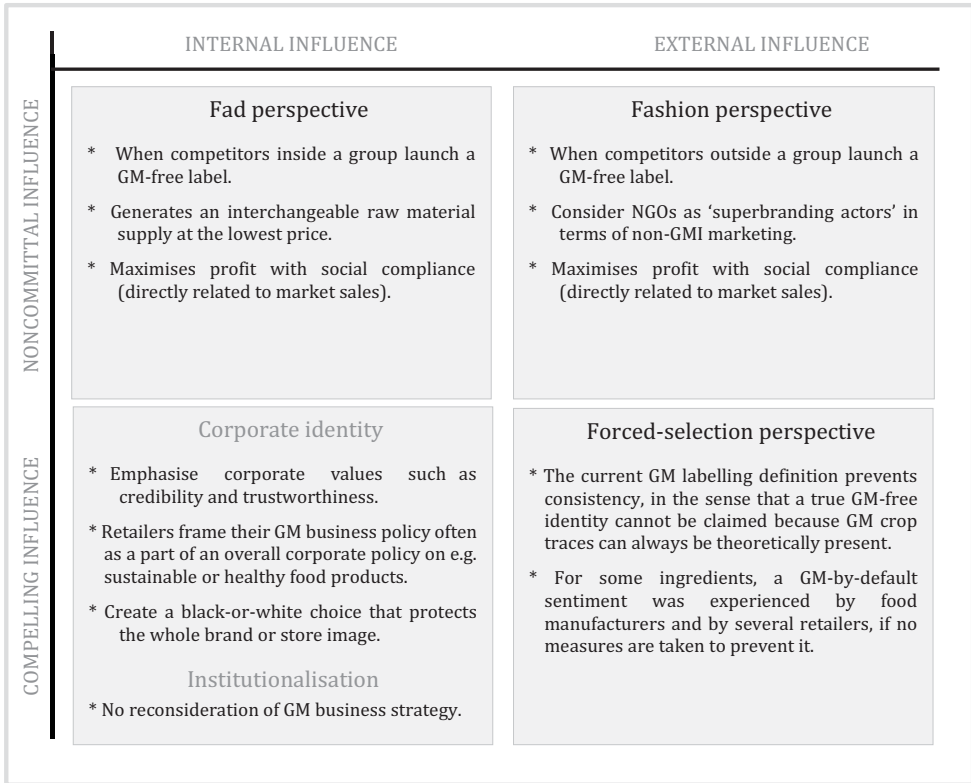 INTERNAL INFLUENCE
EXTERNAL INFLUENCE
NONCOMMITTAL INFLUENCE
Fad perspective
* When competitors inside a group launch a
GM-free label.
* Generates an interchangeable raw material
supply at the lowest price.
* Maximises profit with social compliance
(directly related to market sales).
Fashion perspective
* When competitors outside a group launch a
GM-free label.
* Consider NGOs as ‘superbranding actors’ in
terms of non-GMI marketing.
* Maximises profit with social compliance
(directly related to market sales).
COMPELLING INFLUENCE
Corporate identity
* Emphasise corporate values such as
credibility and trustworthiness.
* Retailers frame their GM business policy often
as a part of an overall corporate policy on e.g.
sustainable or healthy food products.
* Create a black-or-white choice that protects
the whole brand or store image.
Institutionalisation
* No reconsideration of GM business strategy.
Forced-selection perspective
* The current GM labelling definition prevents
consistency, in the sense that a true GM-free
identity cannot be claimed because GM crop
traces can always be theoretically present.
* For some ingredients, a GM-by-default
sentiment was experienced by food
manufacturers and by several retailers, if no
measures are taken to prevent it.